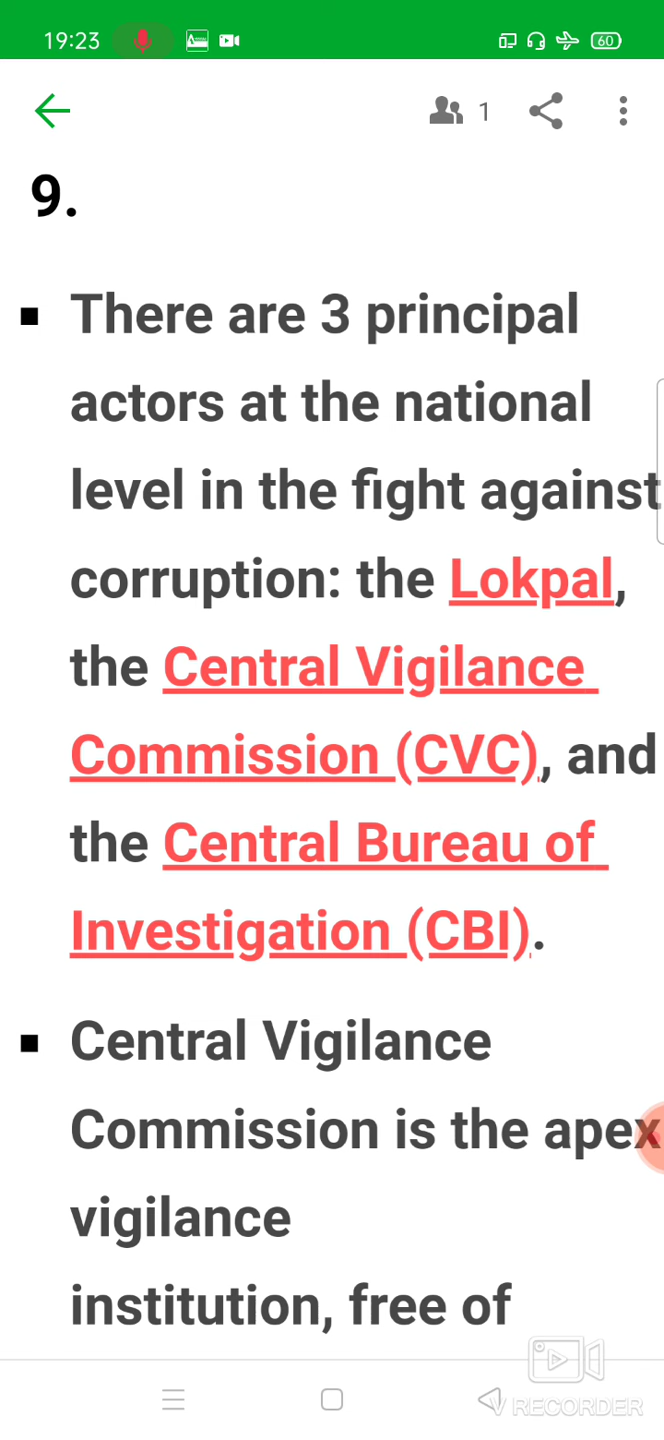 19:23
60
1
9.
▪ There are 3 principal
actors at the national
level in the fight against
corruption: the Lokpal,
the Central Vigilance
Commission (CVC), and
the Central Bureau of
Investigation (CBI).
▪ Central Vigilance
Commission is the apex
vigilance
institution, free of
V RECORDER